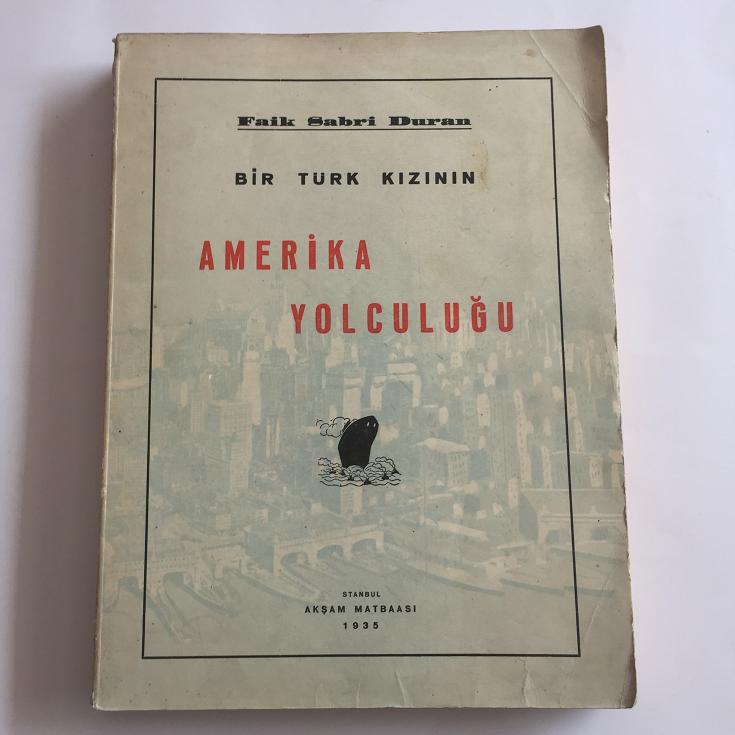 Faik Sabri Duran
BİR TÜRK KIZININ
AMERİKA
YOLCULUĞU
STANBUL
AKŞAM MATBAASI
1935